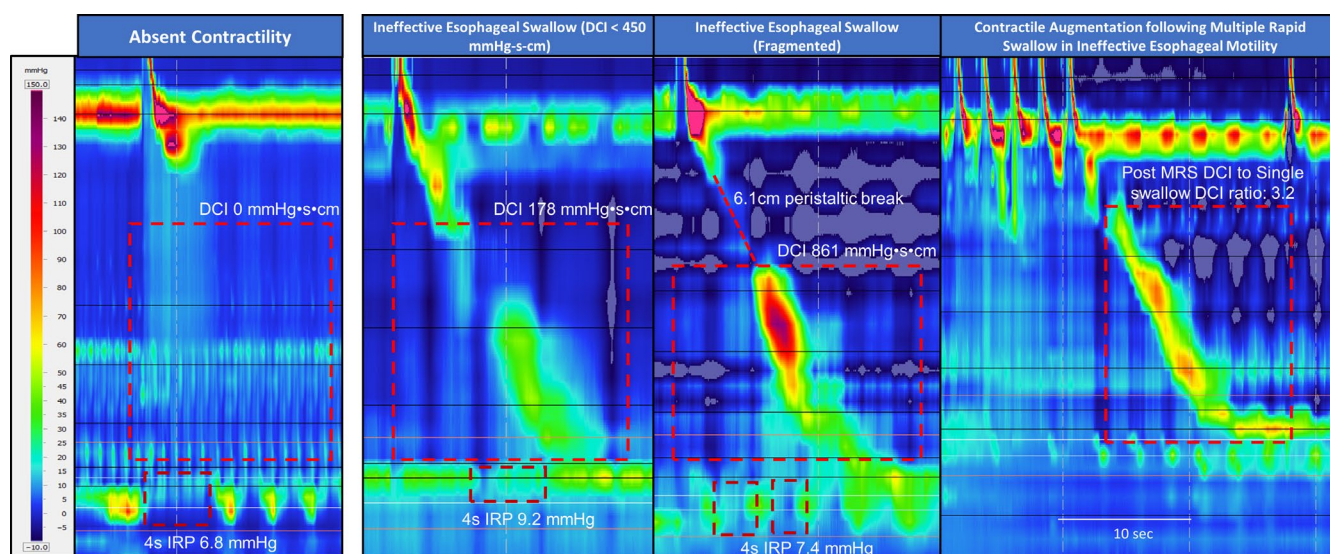 Absent Contractility
Ineffective Esophageal Swallow (DCI < 450
mmHg-s-cm)
Ineffective Esophageal Swallow
(Fragmented)
Contractile Augmentation following Multiple Rapid
Swallow in Ineffective Esophageal Motility
mmHg
150.0
140
130
120
110
100
90
80
70
60
50
45
40
35
30
25
20
15
10
5
0
-5
-10.0
DCI 0 mmHg•s•cm
4s IRP 6.8 mmHg
DCI 178 mmHg•s•cm
4s IRP 9.2 mmHg
6.1cm peristaltic break
DCI 861 mmHg•s•cm
4s IRP 7.4 mmHg
Post MRS DCI to Single
swallow DCI ratio: 3.2
10 sec